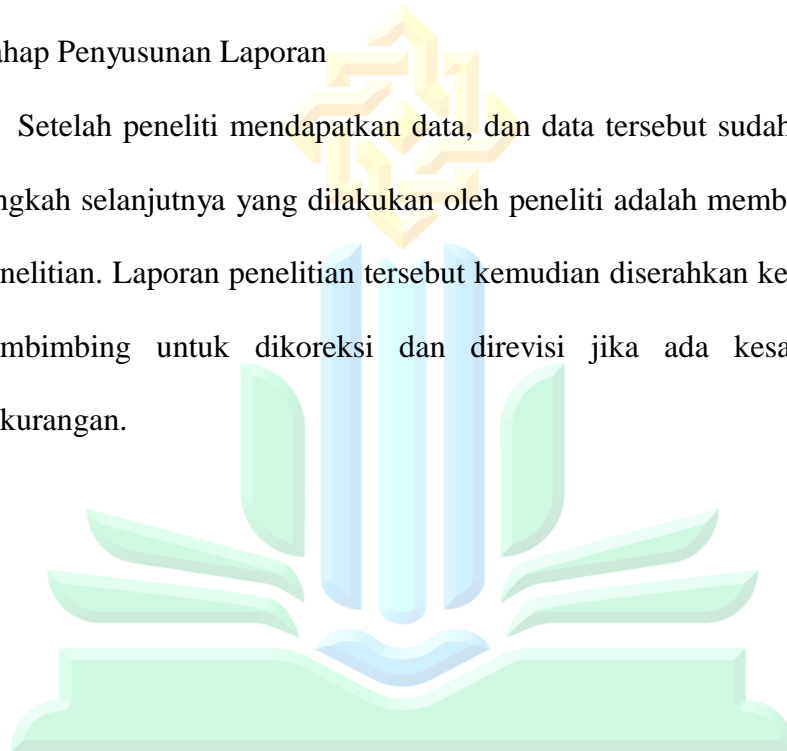 ahap Penyusunan Laporan
Setelah peneliti mendapatkan data, dan data tersebut sudah
ngkah selanjutnya yang dilakukan oleh peneliti adalah memb
nelitian. Laporan penelitian tersebut kemudian diserahkan ke
mbimbing untuk dikoreksi dan direvisi jika ada kesa
kurangan.